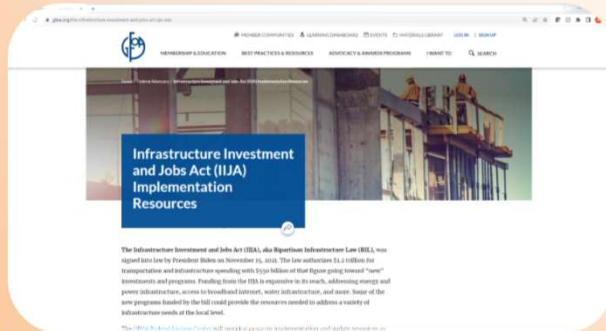 MEMBER COMMUNITIES LEARNING DASHBOARD EVENTS MATERIALS LIBRARY LOG IN | SIGN UP
GFOA
MEMBERSHIP & EDUCATION BEST PRACTICES & RESOURCES ADVOCACY & AWARDS PROGRAMS I WANT TO SEARCH
Infrastructure Investment
and Jobs Act (IIJA)
Implementation
Resources
The Infrastructure Investment and Jobs Act (IIJA), aka Bipartisan Infrastructure Law (BIL), was
signed into law by President Biden on November 15, 2021. The law authorizes $1.2 trillion for
transportation and infrastructure spending with $550 billion of that figure going toward "new"
investments and programs. Funding from the IIJA is expansive in its reach, addressing energy and
power infrastructure, access to broadband internet, water infrastructure, and more. Some of the
new programs funded by the bill could provide the resources needed to address a variety of
infrastructure needs at the local level.